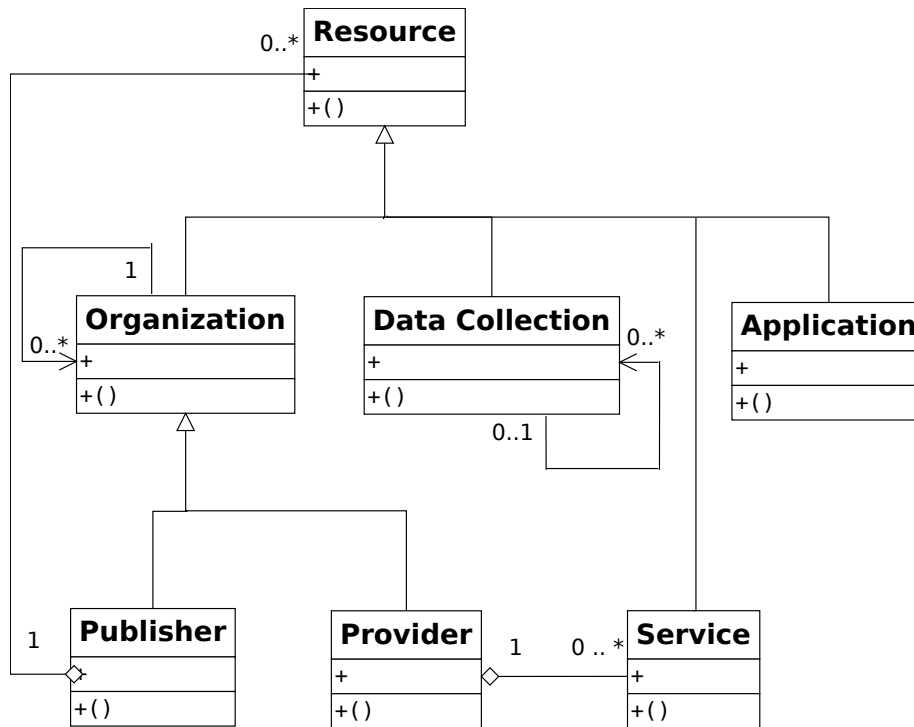 Resource
0..*
+
+()
1
Organization
0..*
+
+()
Data Collection
0..*
+
+()
0..1
Application
+
+()
Publisher
1
+
+()
Provider
+
+()
1
0 .. *
Service
+
+()